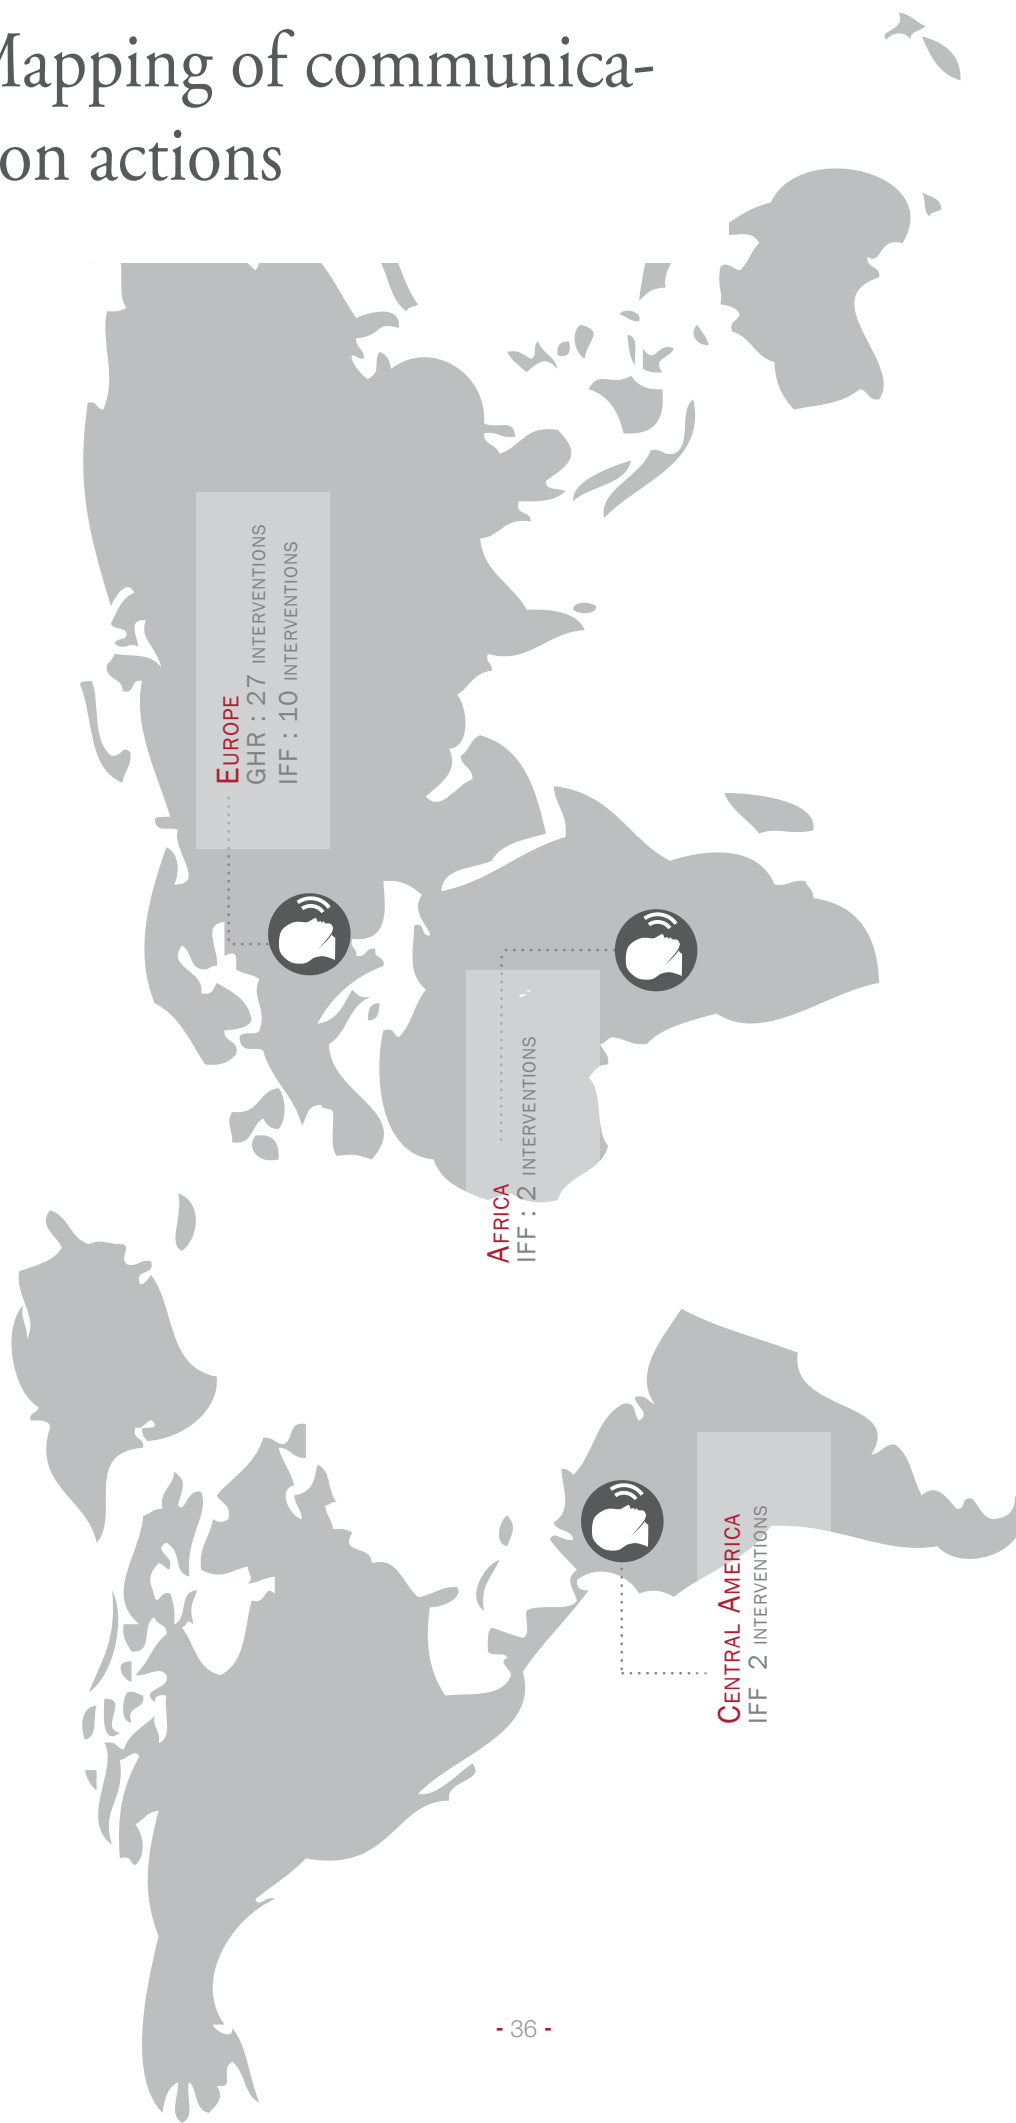 Mapping of communica-
on actions
EUROPE
GHR : 27 INTERVENTIONS
IFF : 10 INTERVENTIONS
AFRICA
IFF : 2 INTERVENTIONS
CENTRAL AMERICA
IFF 2 INTERVENTIONS
- 36 -